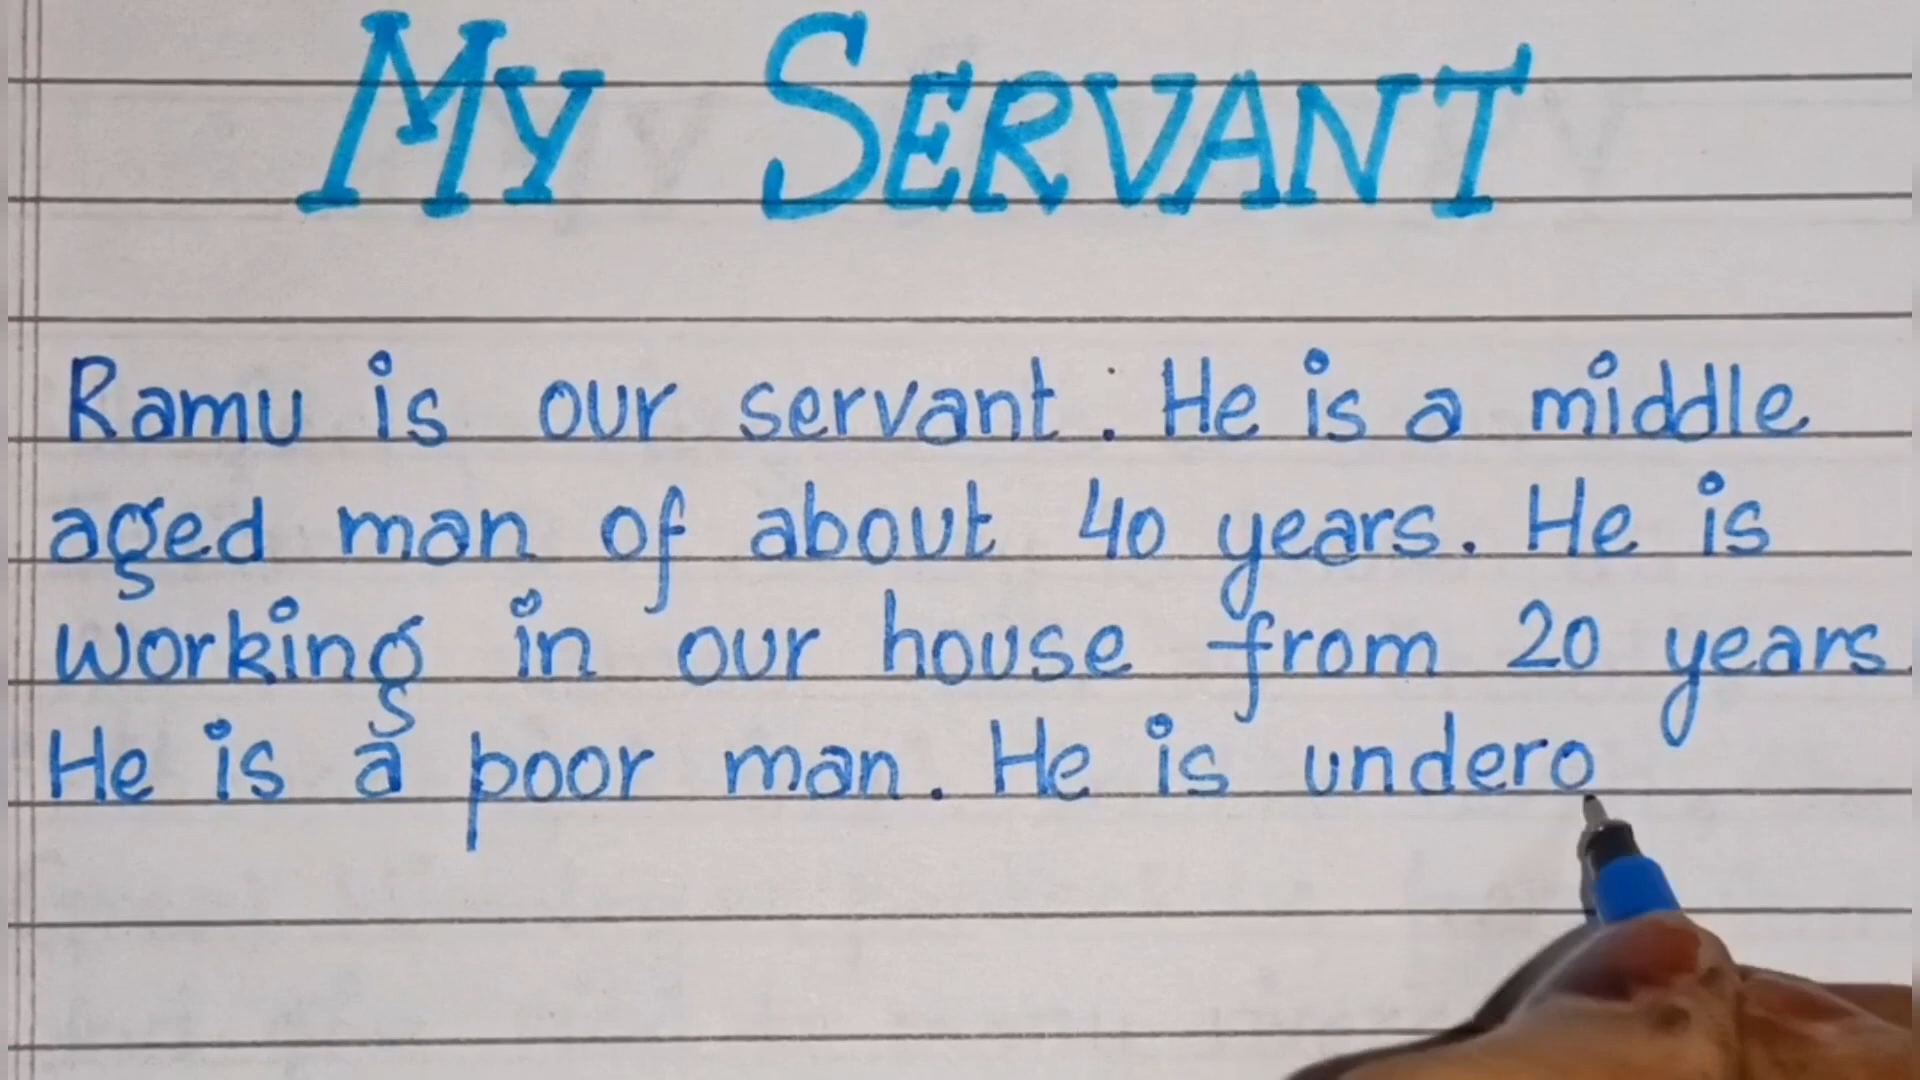 MY SERVANT
Ramu is our servant. He is a middle
aged man of about 40 years. He is
working in our house from 20 years.
He is a poor man. He is undero